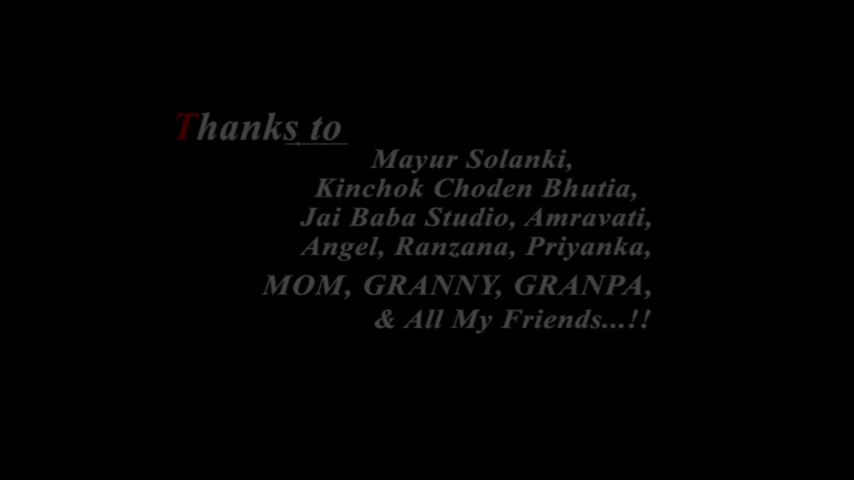 Thanks to
Mayur Solanki,
Kinchok Choden Bhutia,
Jai Baba Studio, Amravati,
Angel, Ranzana, Priyanka,
MOM, GRANNY, GRANPA,
& All My Friends...!!